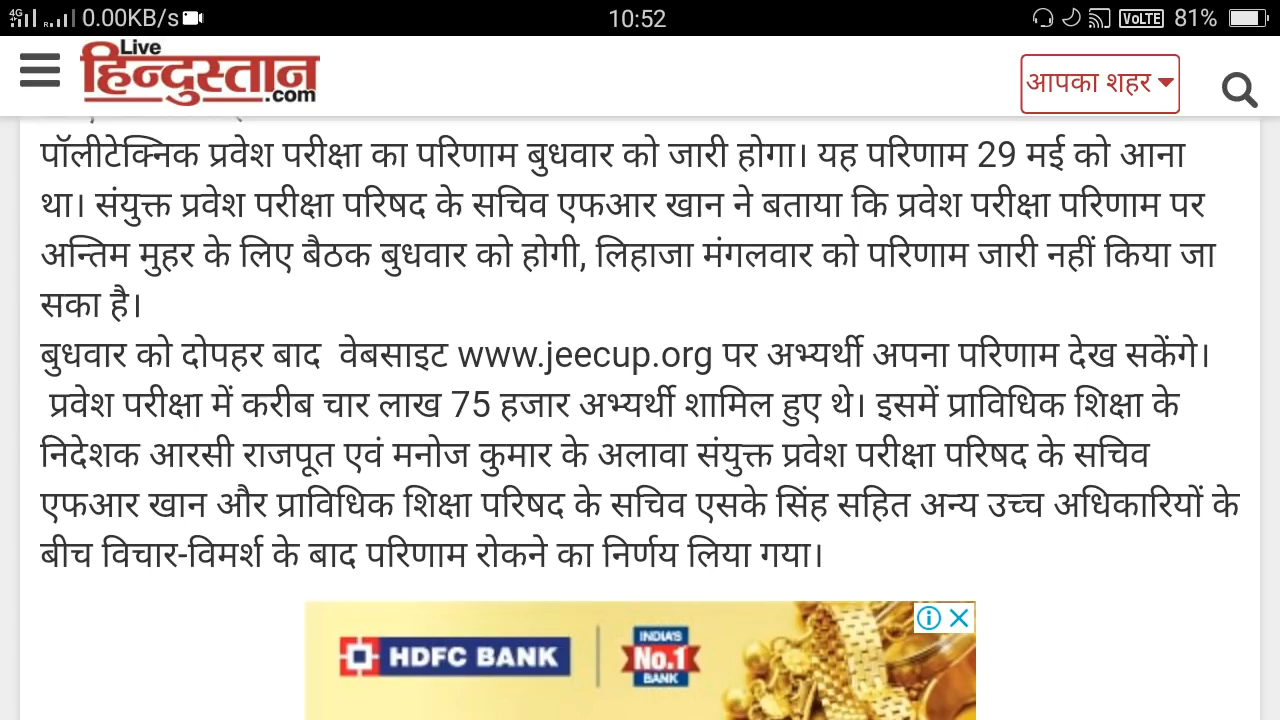 4G 0.00KB/s 10:52 VoLTE 81%
R
Live
हिन्दुस्तान
.com
आपका शहर
पॉलीटेक्निक प्रवेश परीक्षा का परिणाम बुधवार को जारी होगा। यह परिणाम 29 मई को आना
था। संयुक्त प्रवेश परीक्षा परिषद के सचिव एफआर खान ने बताया कि प्रवेश परीक्षा परिणाम पर
अन्तिम मुहर के लिए बैठक बुधवार को होगी, लिहाजा मंगलवार को परिणाम जारी नहीं किया जा
सका है।
बुधवार को दोपहर बाद  वेबसाइट www.jeecup.org पर अभ्यर्थी अपना परिणाम देख सकेंगे।
प्रवेश परीक्षा में करीब चार लाख 75 हजार अभ्यर्थी शामिल हुए थे। इसमें प्राविधिक शिक्षा के
निदेशक आरसी राजपूत एवं मनोज कुमार के अलावा संयुक्त प्रवेश परीक्षा परिषद के सचिव
एफआर खान और प्राविधिक शिक्षा परिषद के सचिव एसके सिंह सहित अन्य उच्च अधिकारियों के
बीच विचार-विमर्श के बाद परिणाम रोकने का निर्णय लिया गया।
HDFC BANK
INDIA'S
No.1
BANK